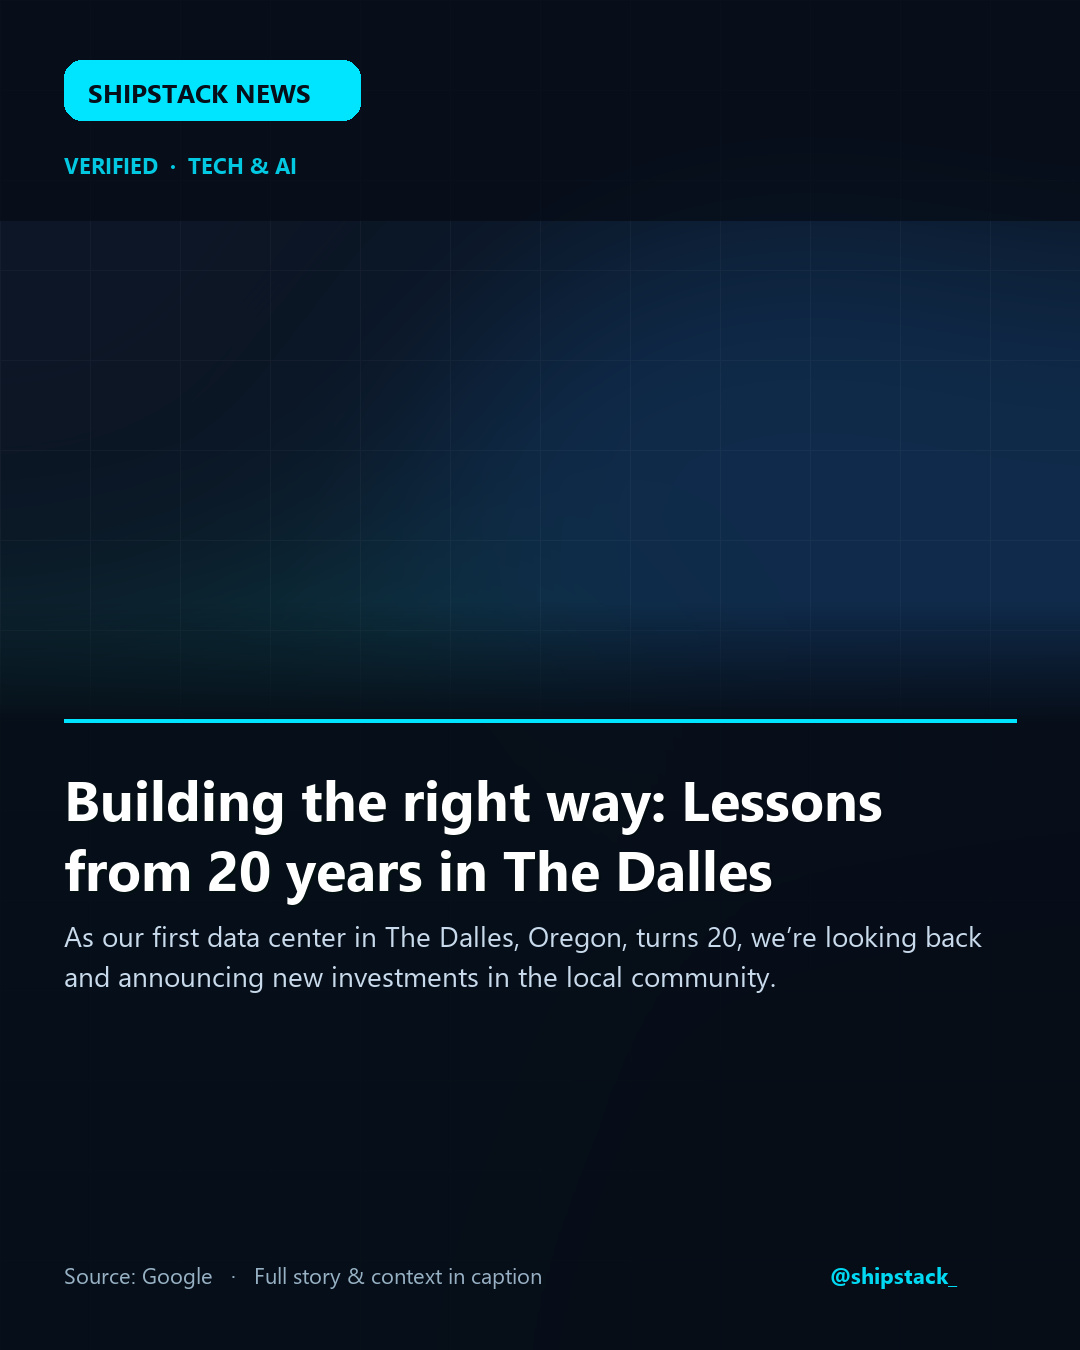 SHIPSTACK NEWS
VERIFIED · TECH & AI
Building the right way: Lessons
from 20 years in The Dalles
As our first data center in The Dalles, Oregon, turns 20, we’re looking back
and announcing new investments in the local community.
Source: Google · Full story & context in caption
@shipstack_